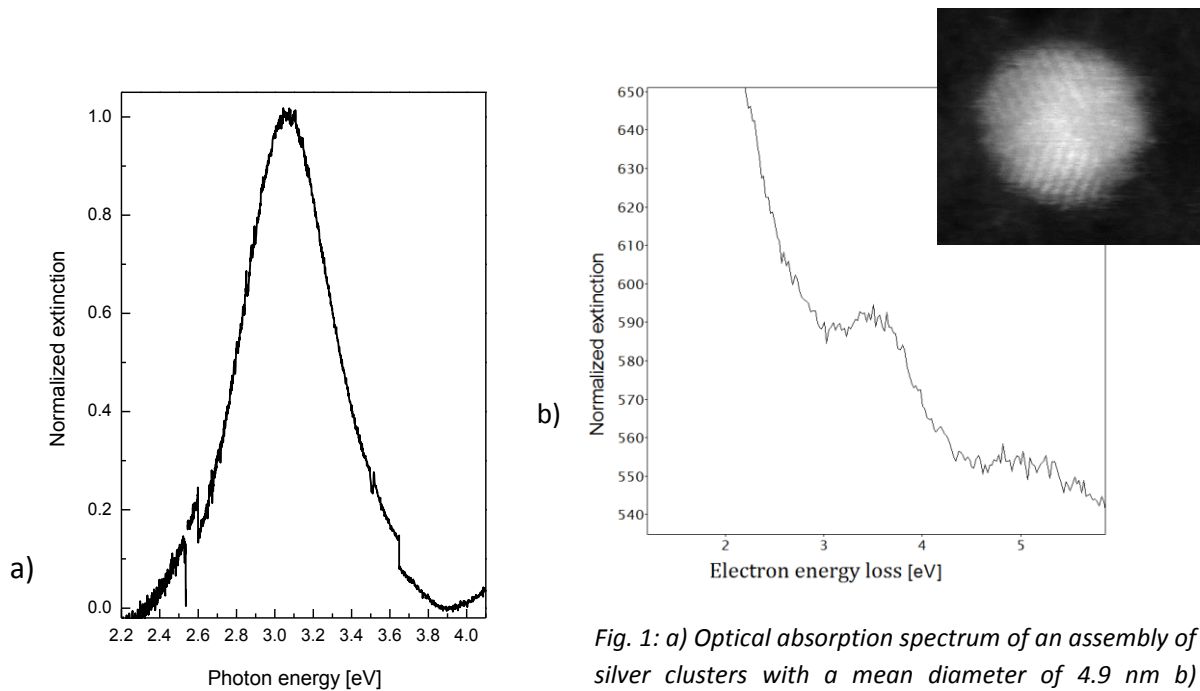 a)
Normalized extinction
1.0
0.8
0.6
0.4
0.2
0.0
2.2 2.4 2.6 2.8 3.0 3.2 3.4 3.6 3.8 4.0
Photon energy [eV]
b)
Normalized extinction
650
640
630
620
610
600
590
580
570
560
550
540
2 3 4 5
Electron energy loss [eV]
Fig. 1: a) Optical absorption spectrum of an assembly of
silver clusters with a mean diameter of 4.9 nm b)